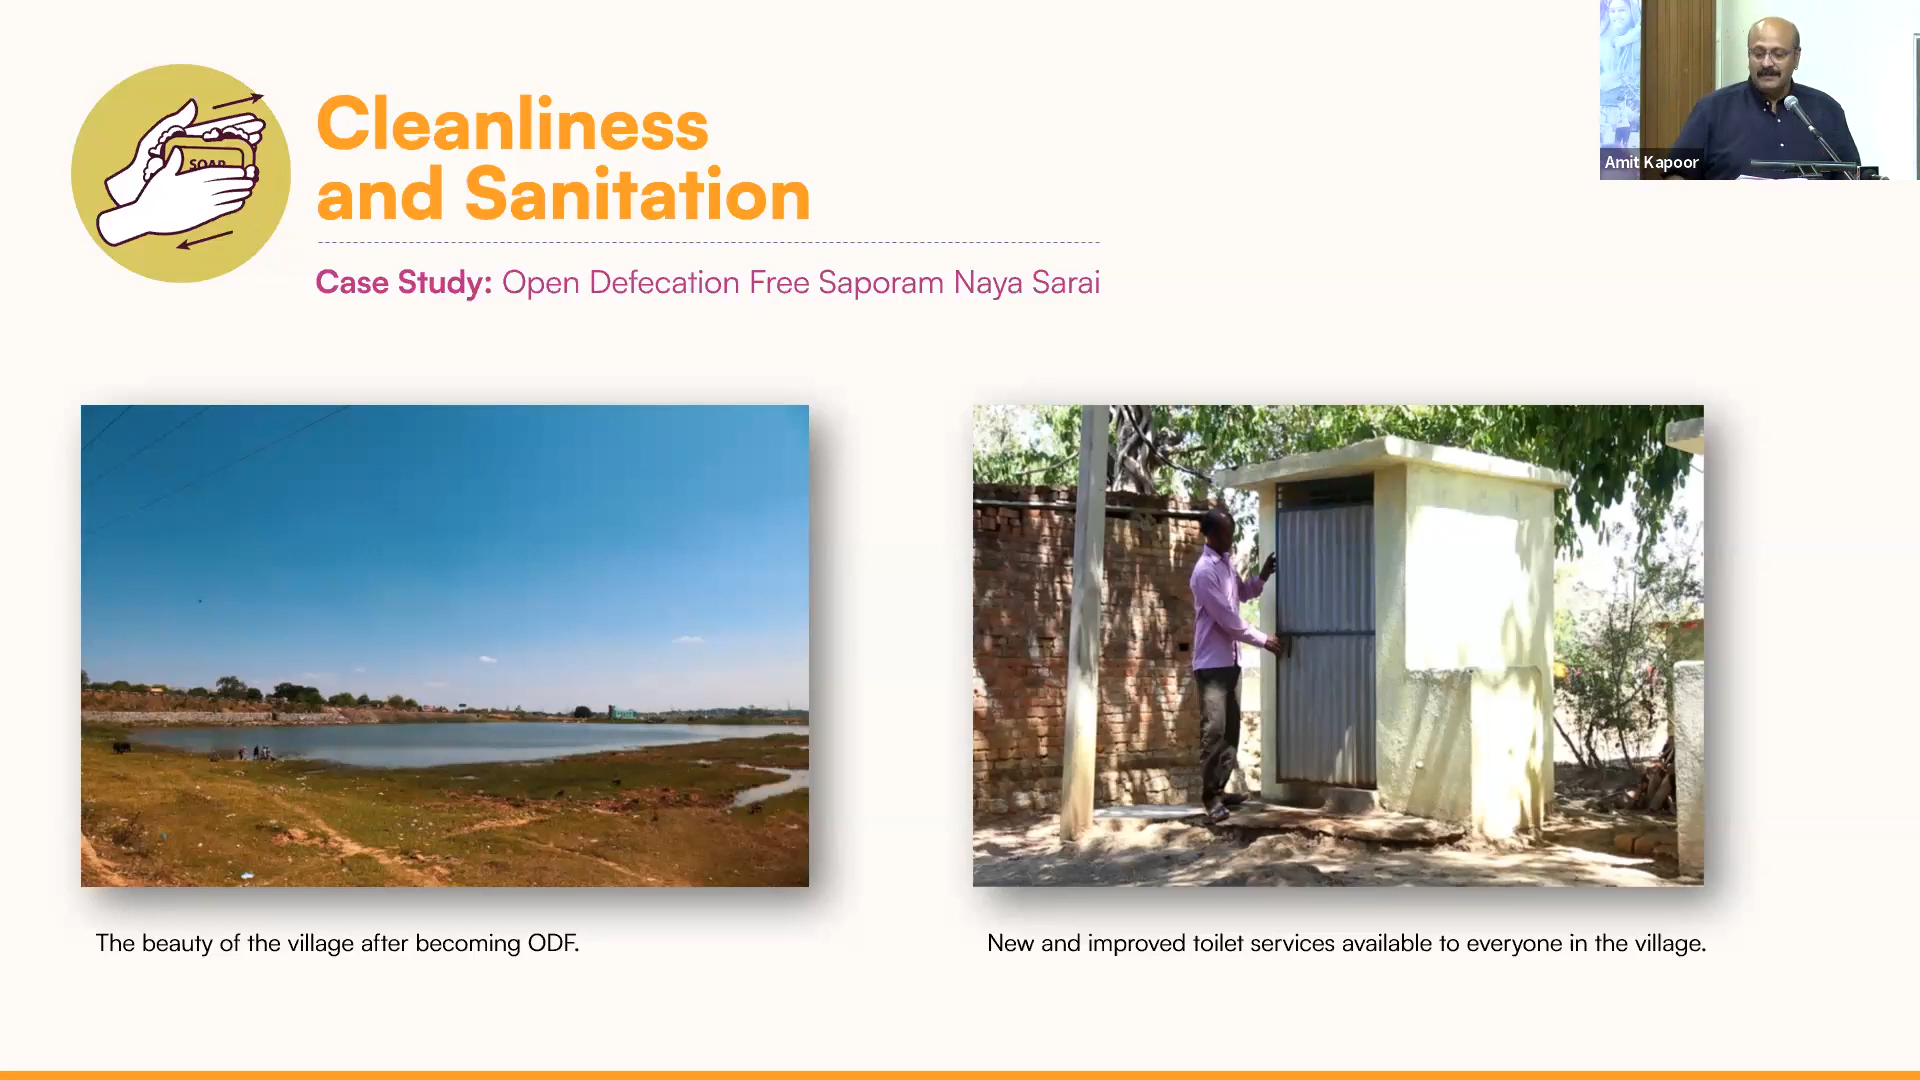 Cleanliness
and Sanitation
Case Study: Open Defecation Free Saporam Naya Sarai
SOAP
Amit Kapoor
The beauty of the village after becoming ODF.
New and improved toilet services available to everyone in the village.